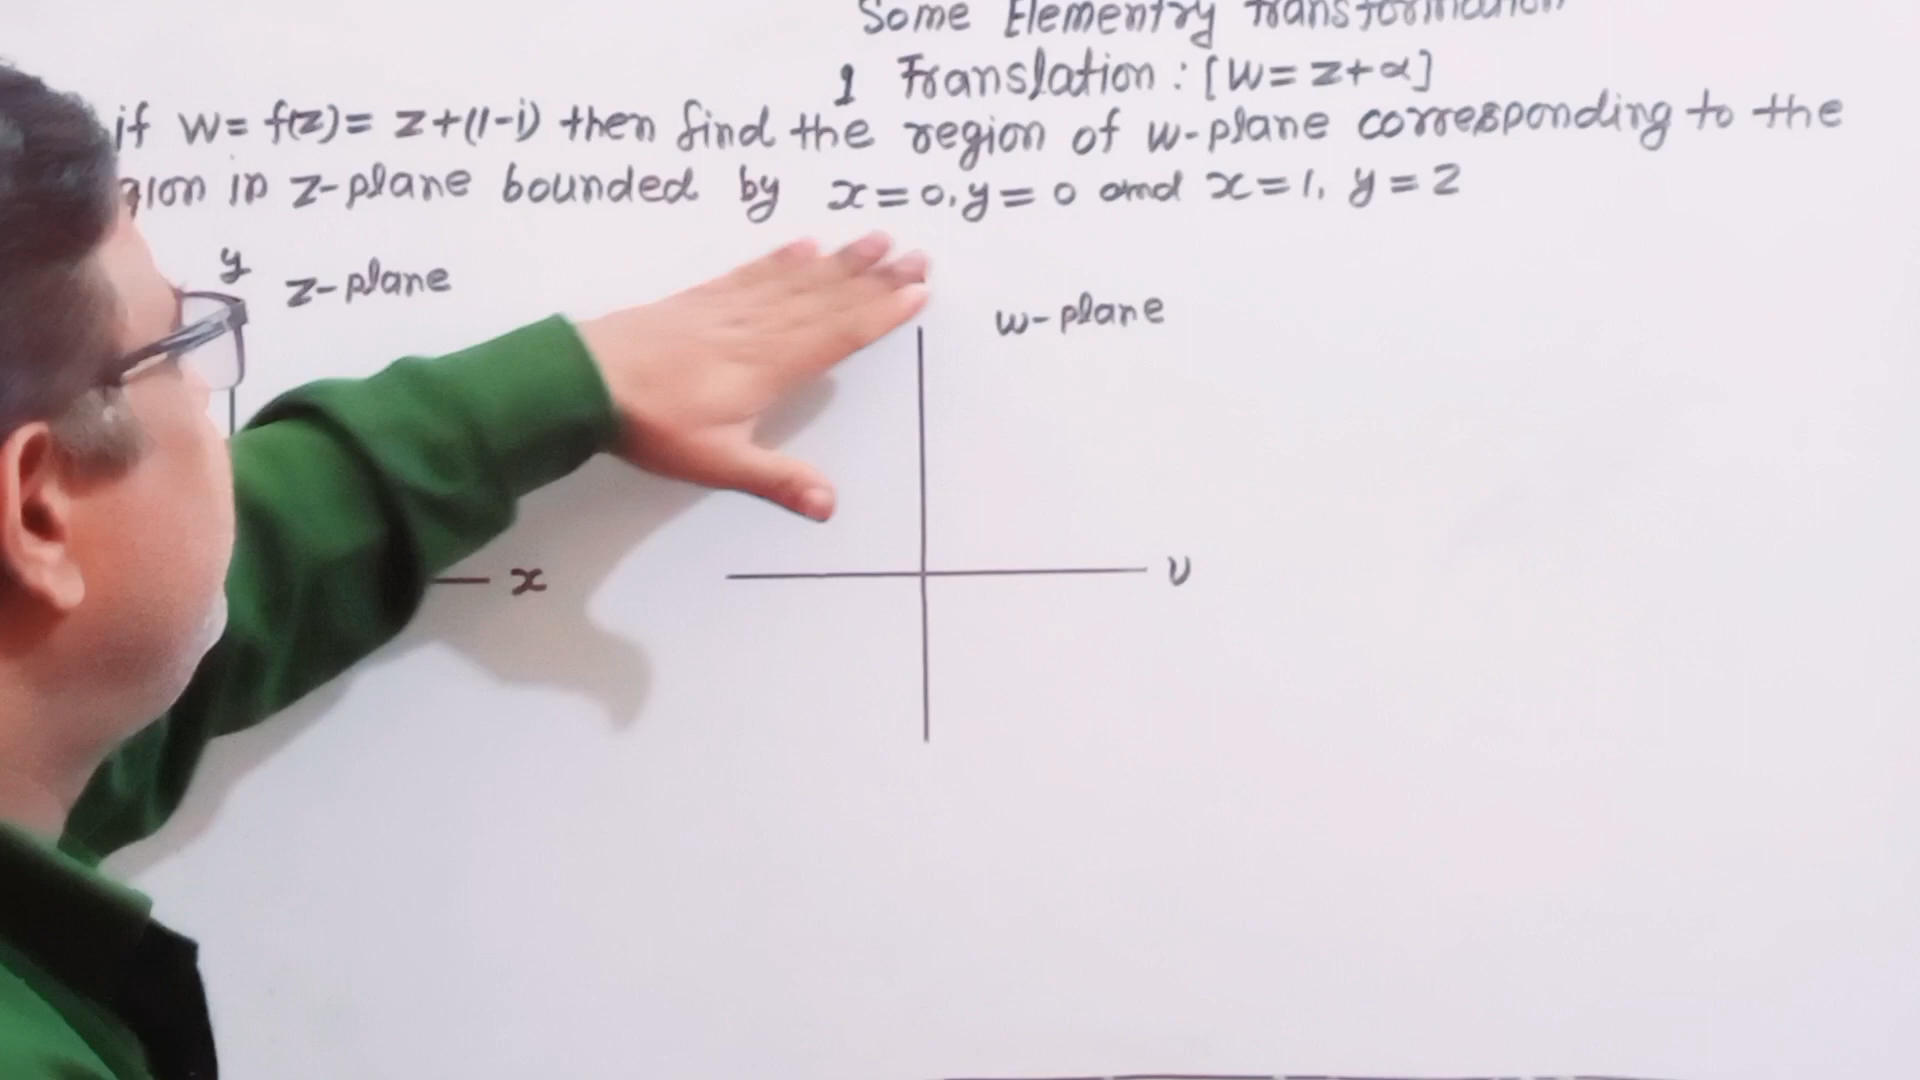 Some Elementry Transformation
1 Translation : [W = z + α]
if w = f(z) = z + (1-i) then find the region of w-plane corresponding to the
gion in z-plane bounded by x = 0, y = 0 and x = 1, y = 2
y z-plane
w-plane
x
U